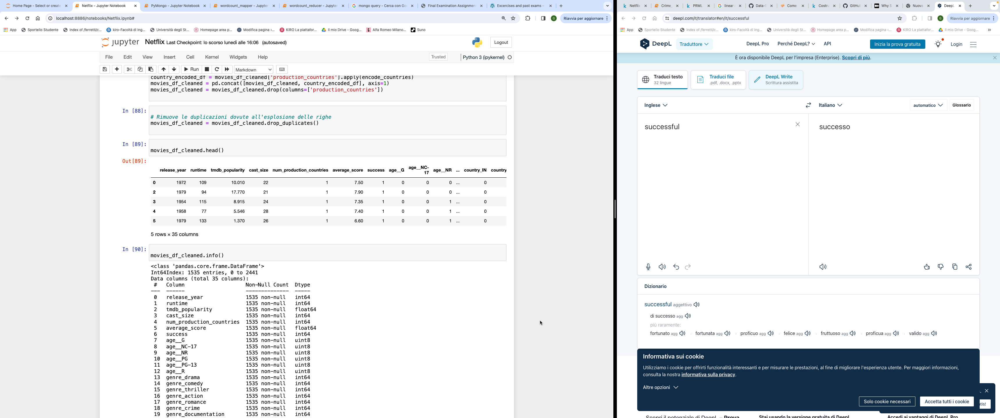 Home Page - Select or create
Netflix - Jupyter Notebook
PyMongo - Jupyter Notebook
wordcount_mapper - Jupyter
wordcount_reducer - Jupyter
mongo query - Cerca con Go
Final Examination Assignmen
Excercises and past exams –
localhost:8886/notebooks/Netflix.ipynb#
Riavvia per aggiornare
App
Sportello Studente
Index of /ferretti/c...
kiro-Facoltà di Ing...
Università degli St...
Homepage area p...
Modifica pagina ‹...
KIRO La piattafor...
Il mio Drive - Goog...
Alfa Romeo Milano...
Suno
jupyter Netflix Last Checkpoint: lo scorso lunedì alle 16:06 (autosaved)
Logout
File Edit View Insert Cell Kernel Widgets Help
Trusted
Python 3 (ipykernel)
Run
Markdown
country_encoded_df = movies_df_cleaned['production_countries'].apply(encode_countries)
movies_df_cleaned = pd.concat([movies_df_cleaned, country_encoded_df], axis=1)
movies_df_cleaned = movies_df_cleaned.drop(columns=['production_countries'])
In [88]:
# Rimuove le duplicazioni dovute all'esplosione delle righe
movies_df_cleaned = movies_df_cleaned.drop_duplicates()
In [89]:
movies_df_cleaned.head()
Out[89]:
release_year runtime tmdb_popularity cast_size num_production_countries average_score success age__G age__NC-17 age__NR ... country_IN country
0 1972 109 10.010 22 1 7.50 1 0 0 0 ... 0
2 1979 94 17.770 21 1 7.90 1 0 0 0 ... 0
3 1954 115 8.915 24 1 7.35 1 0 0 1 ... 0
4 1958 77 5.546 28 1 7.40 1 0 0 1 ... 0
5 1979 133 1.370 26 1 6.60 1 0 0 1 ... 0
5 rows × 35 columns
In [90]:
movies_df_cleaned.info()
<class 'pandas.core.frame.DataFrame'>
Int64Index: 1535 entries, 0 to 2441
Data columns (total 35 columns):
# Column Non-Null Count Dtype
--- ------ -------------- -----
0 release_year 1535 non-null int64
1 runtime 1535 non-null int64
2 tmdb_popularity 1535 non-null float64
3 cast_size 1535 non-null int64
4 num_production_countries 1535 non-null int64
5 average_score 1535 non-null float64
6 success 1535 non-null int64
7 age__G 1535 non-null uint8
8 age__NC-17 1535 non-null uint8
9 age__NR 1535 non-null uint8
10 age__PG 1535 non-null uint8
11 age__PG-13 1535 non-null uint8
12 age__R 1535 non-null uint8
13 genre_drama 1535 non-null int64
14 genre_comedy 1535 non-null int64
15 genre_thriller 1535 non-null int64
16 genre_action 1535 non-null int64
17 genre_romance 1535 non-null int64
18 genre_crime 1535 non-null int64
19 genre_documentation 1535 non-null int64
Netflix
Crime_
PRML
linear
Data-S
Come
Costru
GitHub
Why S
Nuova
DeepL
deepl.com/it/translator#en/it/successful
Riavvia per aggiornare
App
Sportello Studente
Index of /ferretti/c...
kiro-Facoltà di Ing...
Università degli St...
Homepage area p...
Modifica pagina ‹...
KIRO La piattafor...
Il mio Drive - Goog...
DeepL
Traduttore
DeepL Pro
Perché DeepL?
API
Inizia la prova gratuita
Login
È ora disponibile DeepL per l'impresa (Enterprise). Scopri di più.
Traduci testo
32 lingue
Traduci file
.pdf, .docx, .pptx
DeepL Write
Scrittura assistita
Inglese
Italiano
automatico
Glossario
successful
successo
Dizionario
successful aggettivo
di successo agg
più raramente:
fortunato agg · fortunata agg · proficuo agg · felice agg · fruttuoso agg · proficua agg · valido agg
Informativa sui cookie
Utilizziamo i cookie per offrirti funzionalità interessanti e per misurare le prestazioni, al fine di migliorare l'esperienza utente. Per maggiori informazioni,
consulta la nostra informativa sulla privacy.
Altre opzioni
Solo cookie necessari
Accetta tutti i cookie
tis!
Scopri il potenziale di DeepL – Prova
Stai usando la versione gratuita di DeepL
Accedi ai vantaggi di DeepL Pro